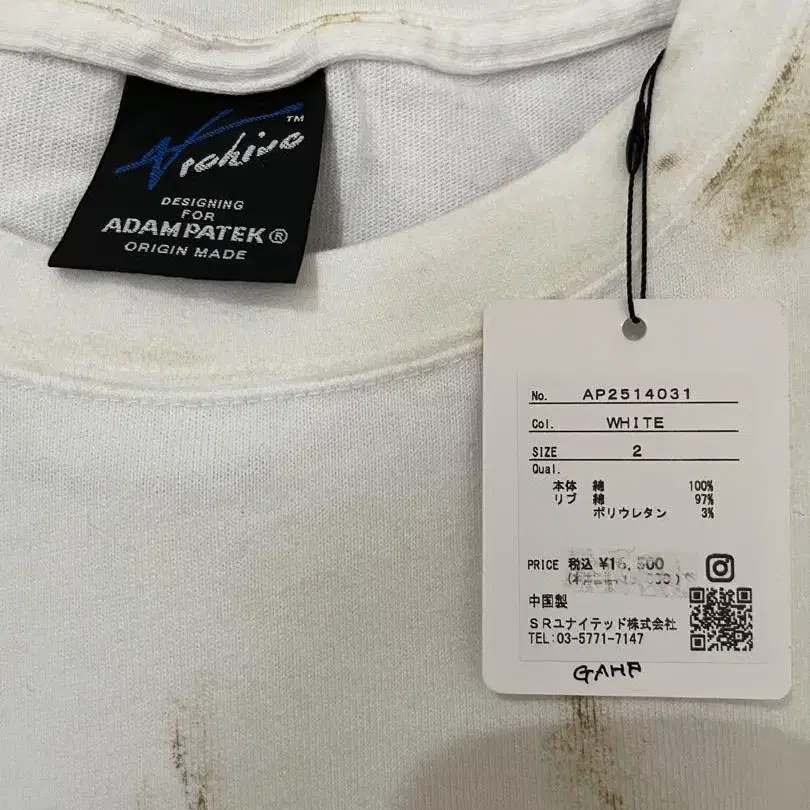 Archive™
DESIGNING
FOR
ADAM PATEK®
ORIGIN MADE
No. AP2514031
Col. WHITE
SIZE 2
Qual.
本体 綿 100%
リブ 綿 97%
ポリウレタン 3%
PRICE 税込
中国製
SRユナイテッド株式会社
TEL:03-5771-7147
GAHP